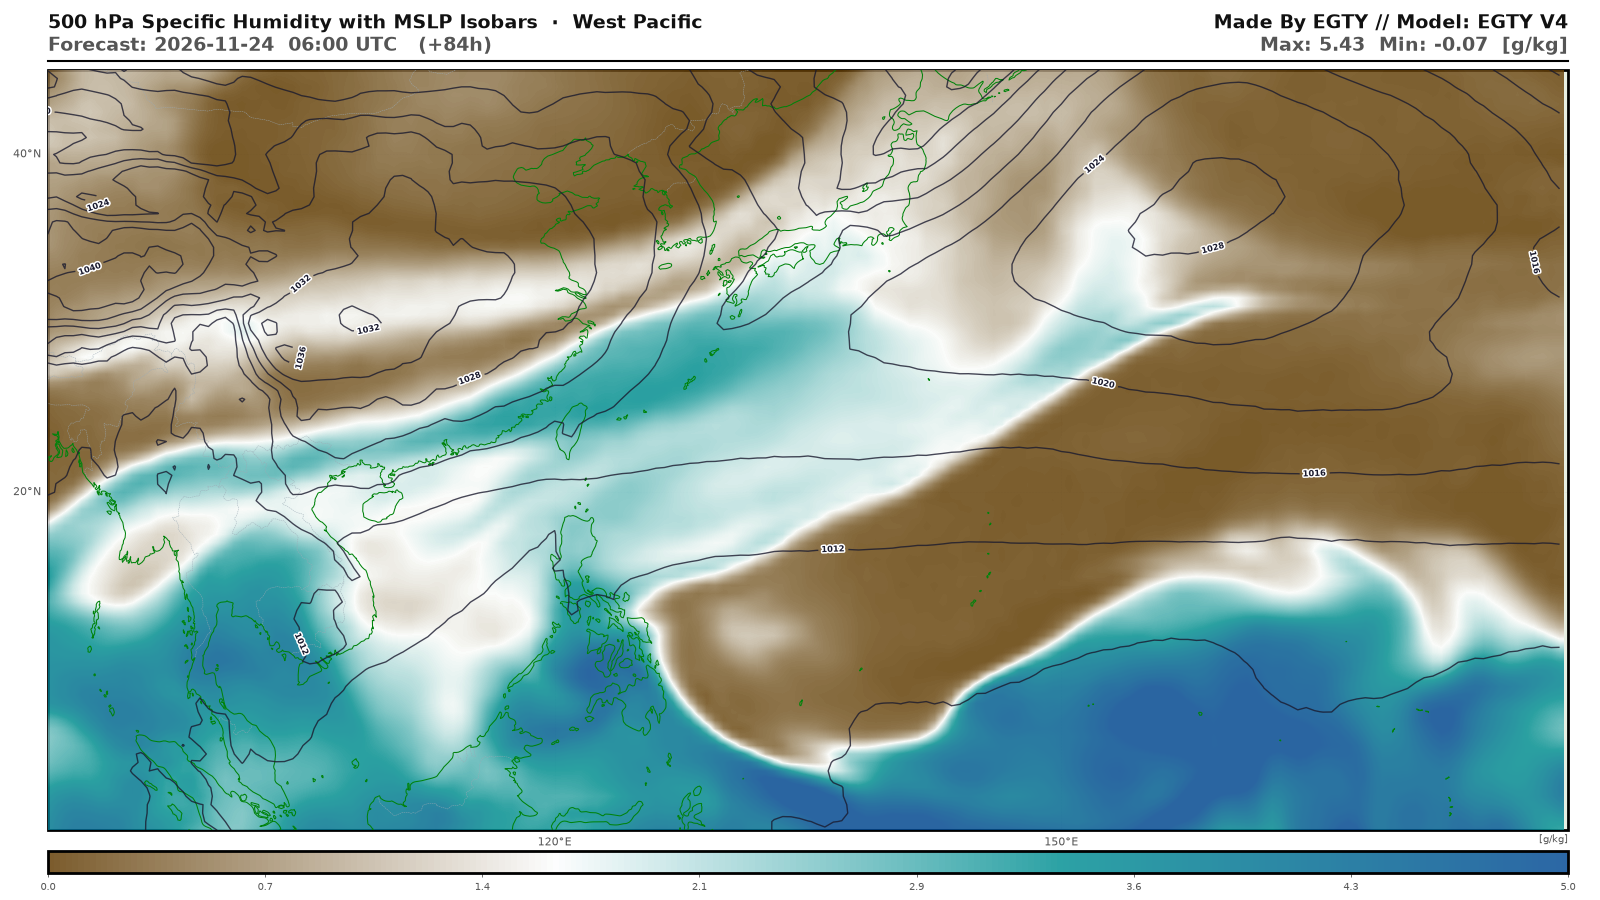 500 hPa Specific Humidity with MSLP Isobars · West Pacific
Made By EGTY // Model: EGTY V4
Forecast: 2026-11-24 06:00 UTC (+84h)
Max: 5.43 Min: -0.07 [g/kg]
40°N
1024
1024
1040
1028
1016
1032
1032
1036
1028
1020
20°N
1016
1012
1012
120°E
150°E
[g/kg]
0.0 0.7 1.4 2.1 2.9 3.6 4.3 5.0